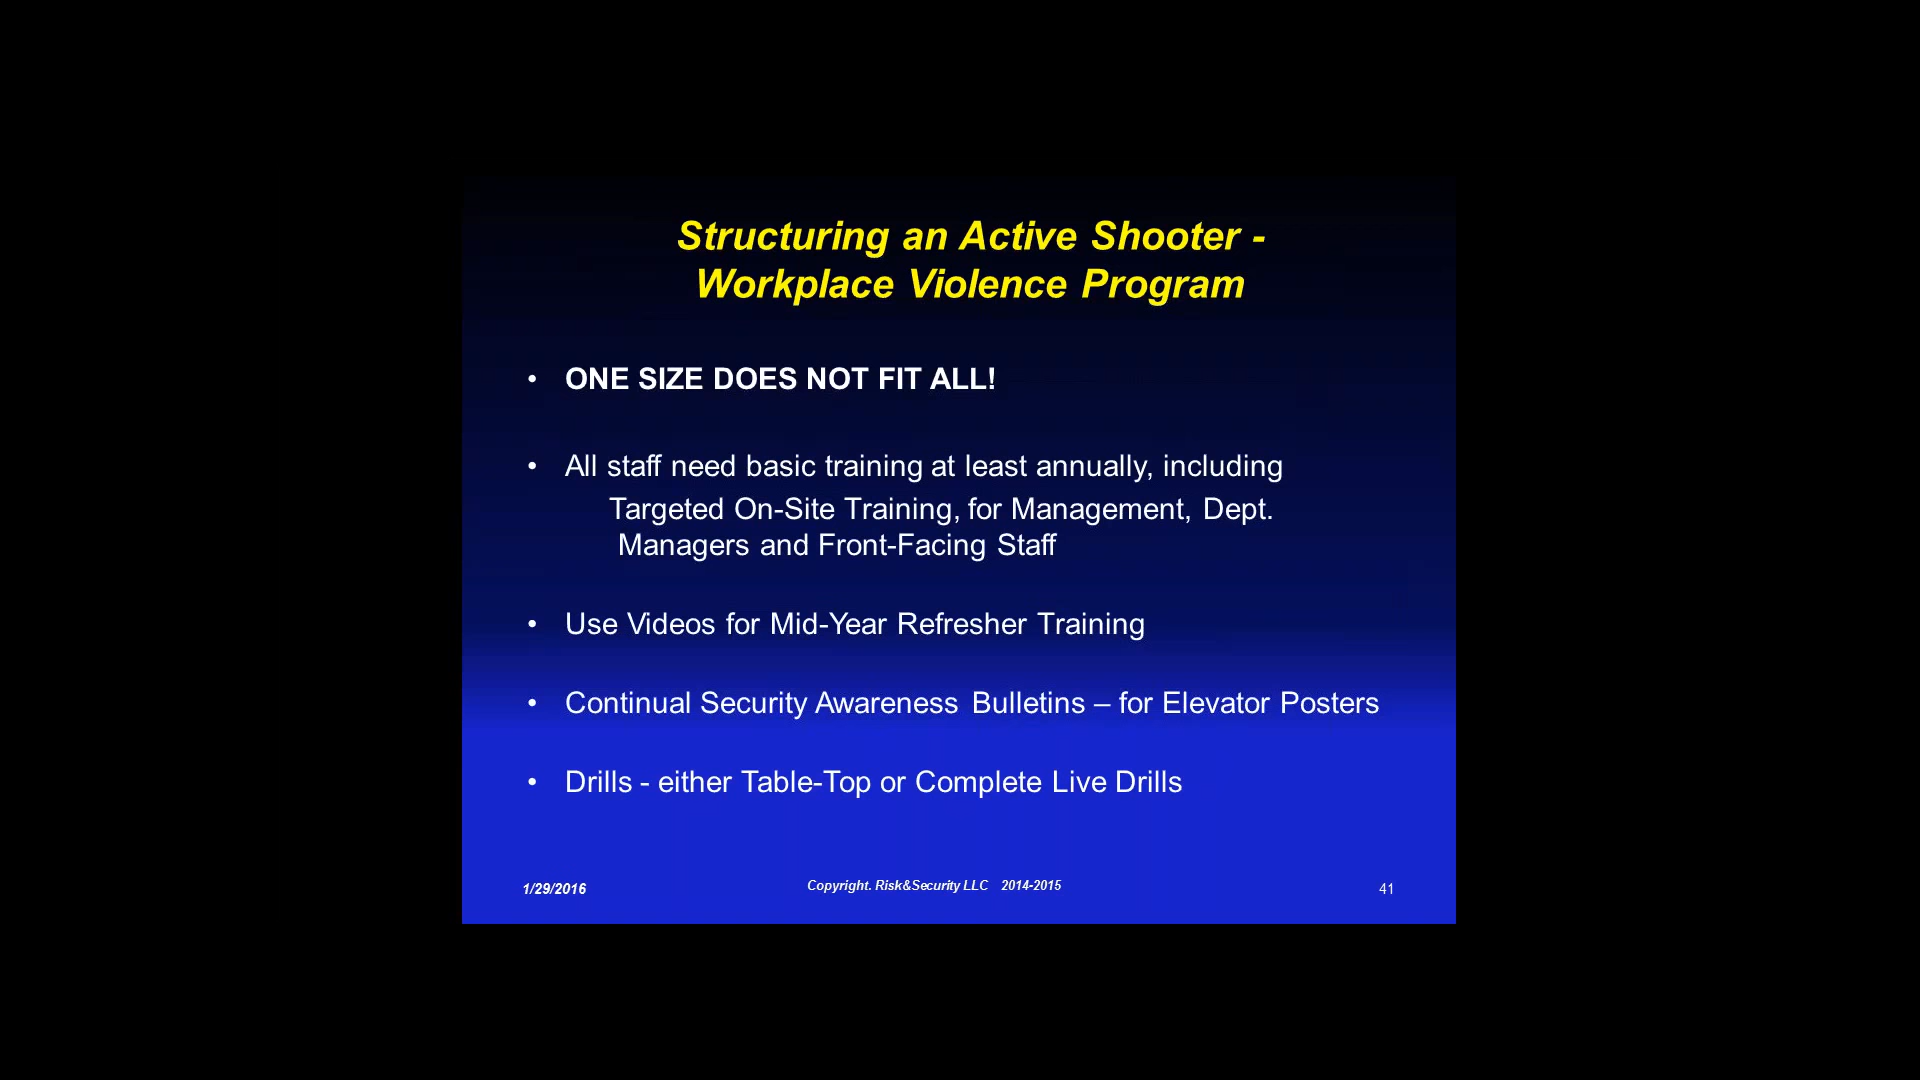 Structuring an Active Shooter -
Workplace Violence Program
• ONE SIZE DOES NOT FIT ALL!
• All staff need basic training at least annually, including
Targeted On-Site Training, for Management, Dept.
Managers and Front-Facing Staff
• Use Videos for Mid-Year Refresher Training
• Continual Security Awareness Bulletins – for Elevator Posters
• Drills - either Table-Top or Complete Live Drills
1/29/2016 Copyright. Risk&Security LLC 2014-2015 41